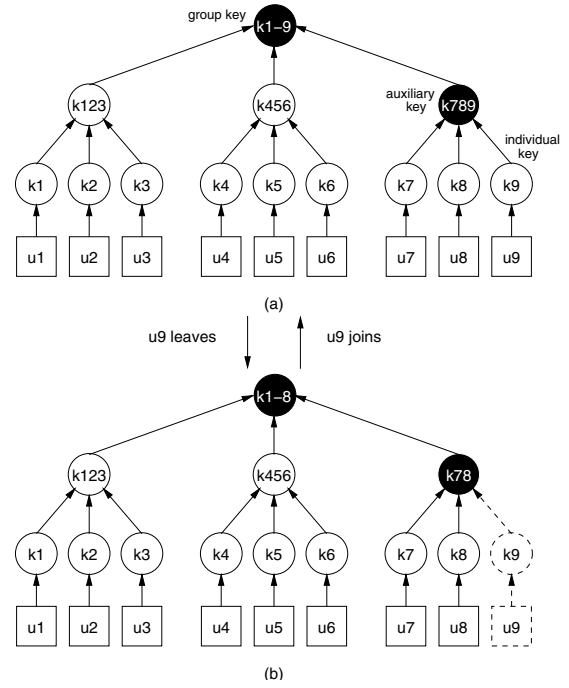 group key
k1-9
k123
k456
auxiliary key
k789
individual key
k1 k2 k3 k4 k5 k6 k7 k8 k9
u1 u2 u3 u4 u5 u6 u7 u8 u9
(a)
u9 leaves
u9 joins
k1-8
k123
k456
k78
k1 k2 k3 k4 k5 k6 k7 k8 k9
u1 u2 u3 u4 u5 u6 u7 u8 u9
(b)